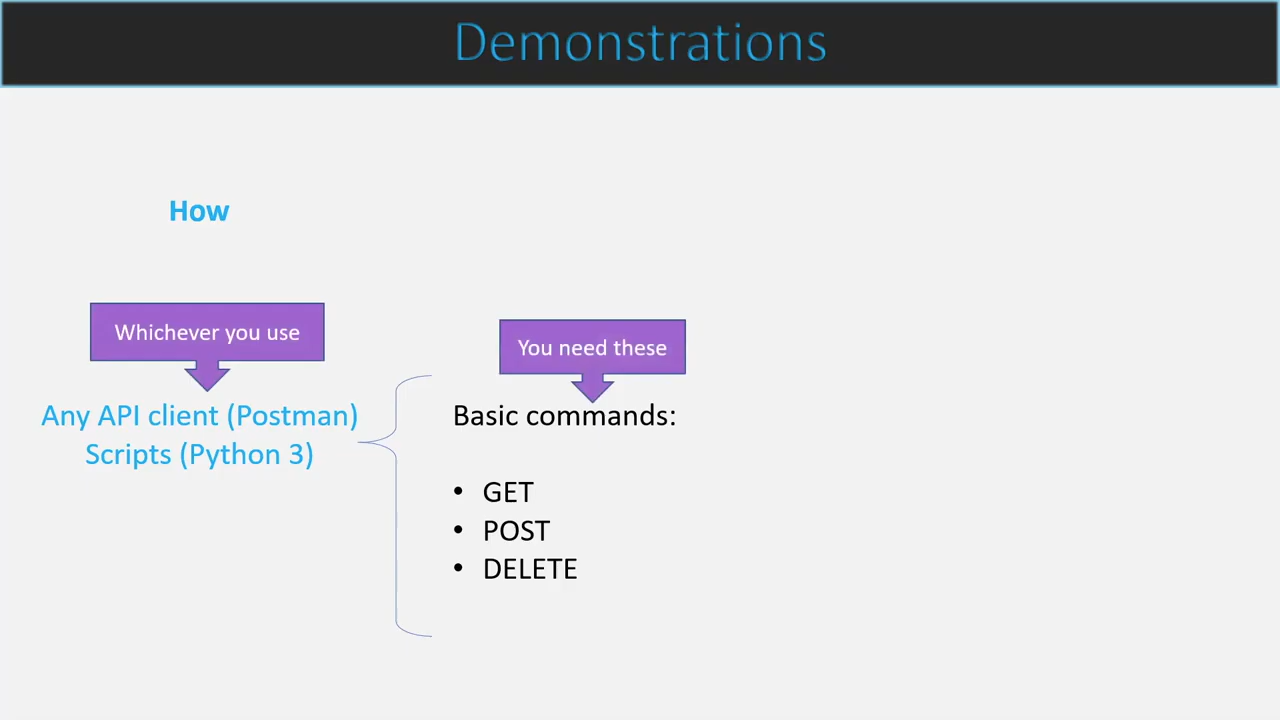 Demonstrations
How
Whichever you use
Any API client (Postman)
Scripts (Python 3)
You need these
Basic commands:
• GET
• POST
• DELETE